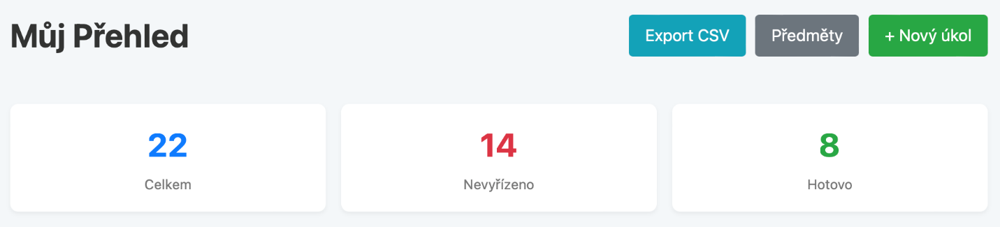 Můj Přehled
Export CSV
Předměty
+ Nový úkol
22
Celkem
14
Nevyřízeno
8
Hotovo